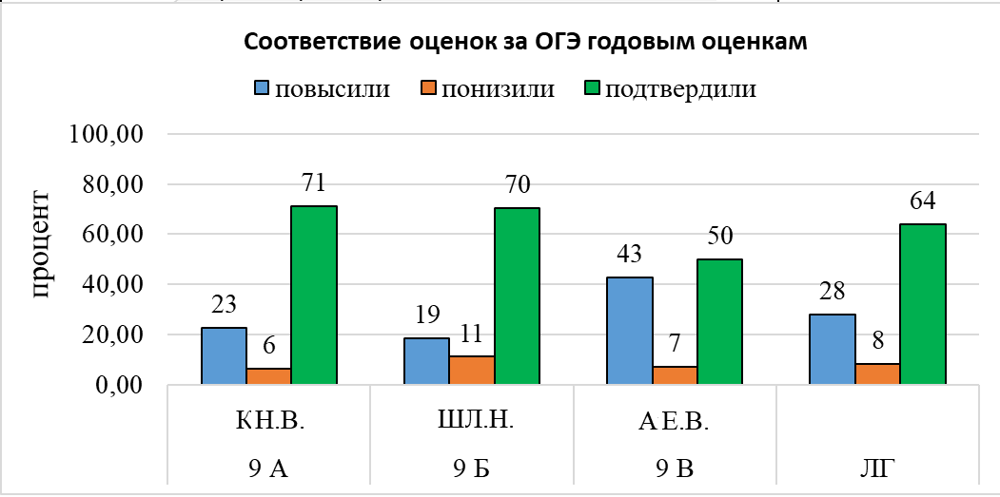 Соответствие оценок за ОГЭ годовым оценкам
повысили понизили подтвердили
процент
100,00
80,00
60,00
40,00
20,00
0,00
23 6 71 19 11 70 43 7 50 28 8 64
КН.В. ШЛ.Н. АЕ.В.
9 А 9 Б 9 В ЛГ